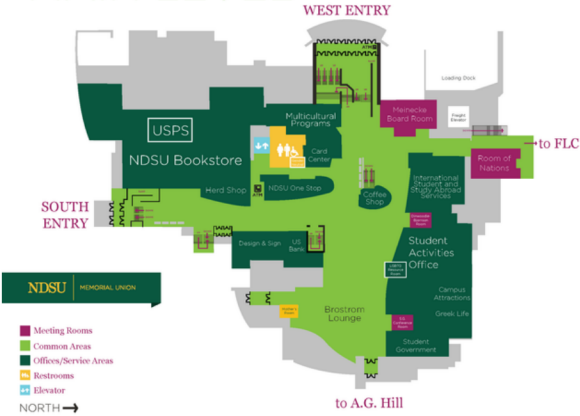 WEST ENTRY
ATM
Loading Dock
Meinecke
Board Room
Freight
Elevator
Multicultural
Programs
USPS
NDSU Bookstore
Card
Center
to FLC
Room of
Nations
International
Student and
Study Abroad
Services
Herd Shop
ATM
NDSU One Stop
Coffee
Shop
SOUTH
ENTRY
Design & Sign
US
Bank
Student
Activities
Office
NDSU
MEMORIAL UNION
Campus
Attractions
Brostrom
Lounge
Greek Life
Student
Government
Meeting Rooms
Common Areas
Offices/Service Areas
Restrooms
Elevator
NORTH
to A.G. Hill